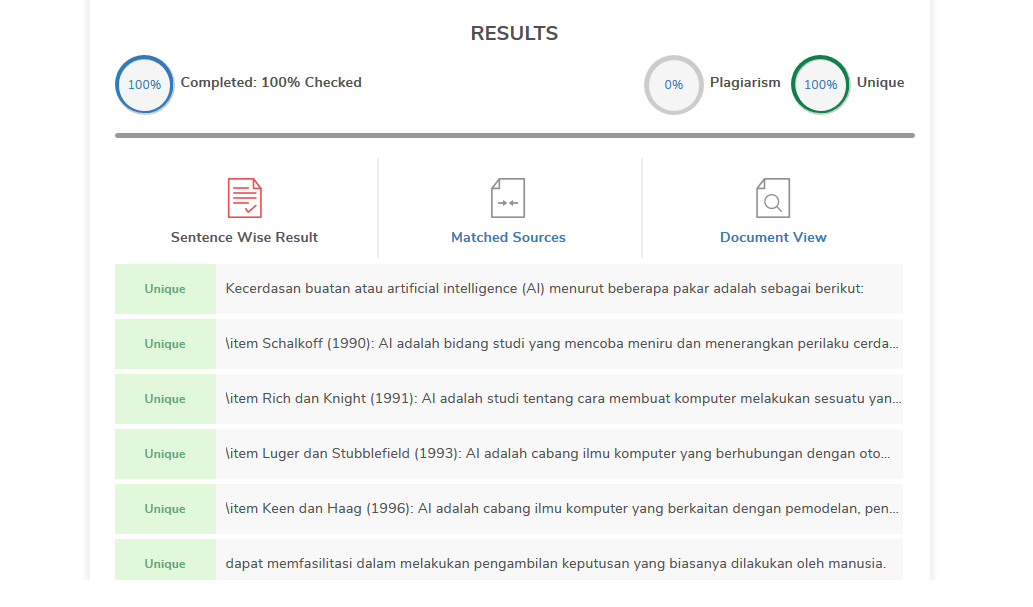 RESULTS
100% Completed: 100% Checked 0% Plagiarism 100% Unique
Sentence Wise Result Matched Sources Document View
Unique Kecerdasan buatan atau artificial intelligence (AI) menurut beberapa pakar adalah sebagai berikut:
Unique \item Schalkoff (1990): AI adalah bidang studi yang mencoba meniru dan menerangkan perilaku cerda...
Unique \item Rich dan Knight (1991): AI adalah studi tentang cara membuat komputer melakukan sesuatu yan...
Unique \item Luger dan Stubblefield (1993): AI adalah cabang ilmu komputer yang berhubungan dengan oto...
Unique \item Keen dan Haag (1996): AI adalah cabang ilmu komputer yang berkaitan dengan pemodelan, pen...
Unique dapat memfasilitasi dalam melakukan pengambilan keputusan yang biasanya dilakukan oleh manusia.